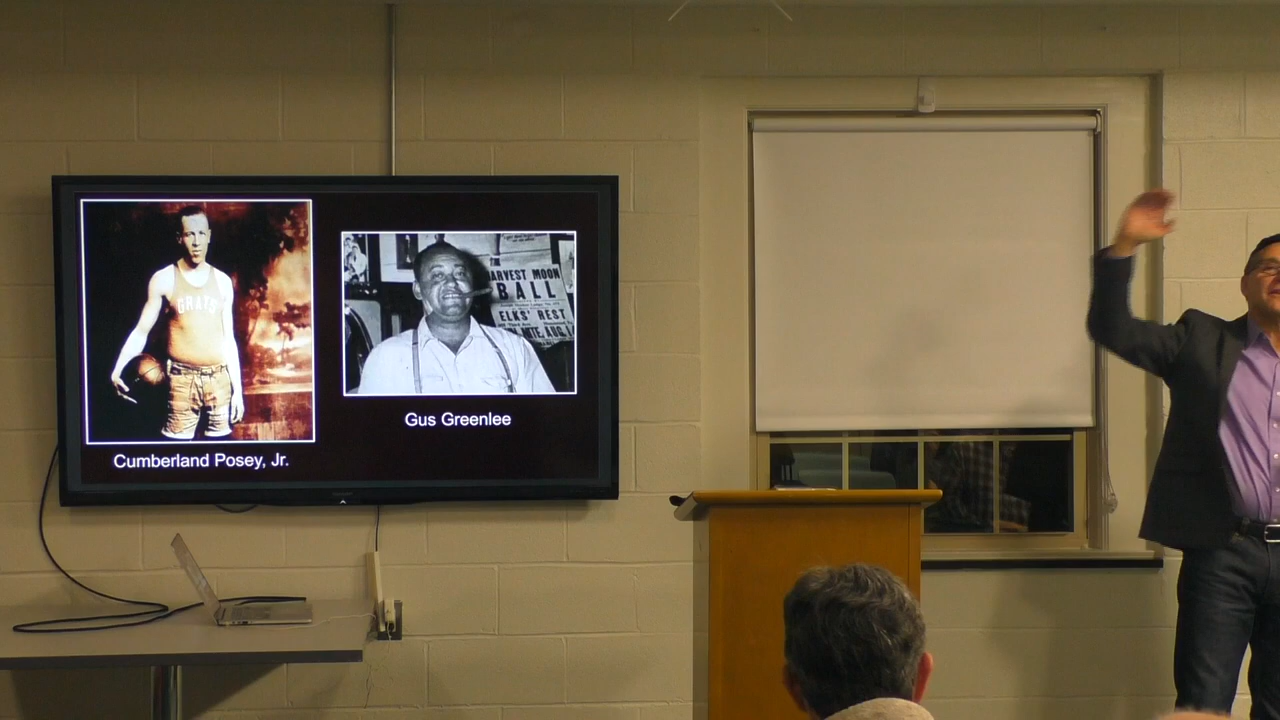 GRAYS
Cumberland Posey, Jr.
HARVEST MOON
BALL
ELKS' REST
Gus Greenlee